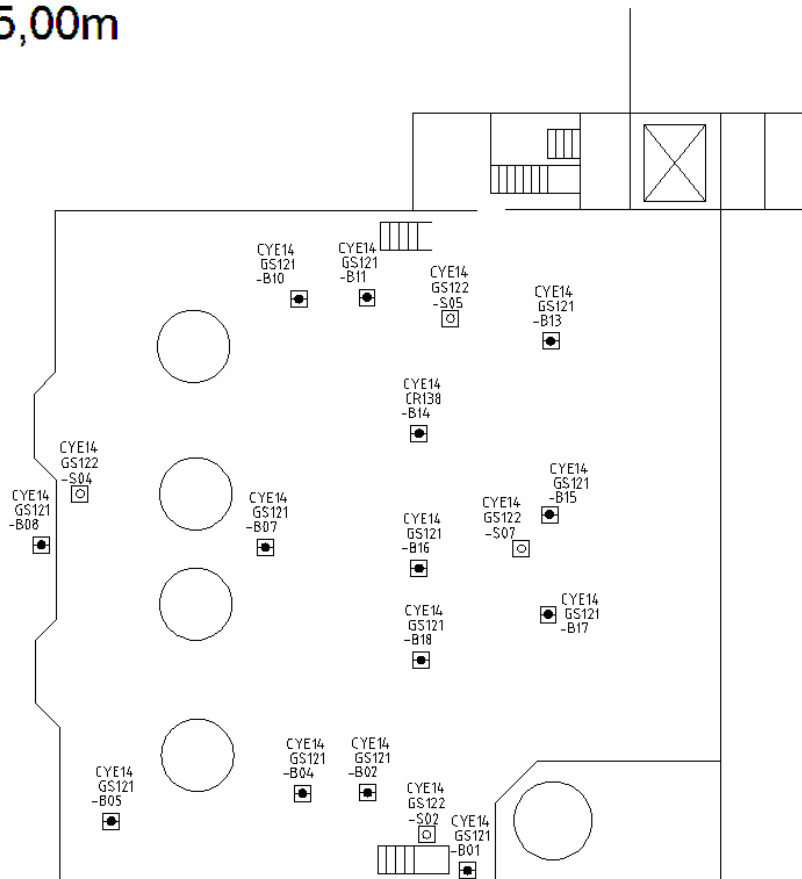 5,00m
CYE14
GS121
-B10
CYE14
GS121
-B11
CYE14
GS122
-S05
CYE14
GS121
-B13
CYE14
CR138
-B14
CYE14
GS122
-S04
CYE14
GS121
-B08
CYE14
GS121
-B07
CYE14
GS121
-B15
CYE14
GS122
-S07
CYE14
GS121
-B16
CYE14
GS121
-B17
CYE14
GS121
-B18
CYE14
GS121
-B04
CYE14
GS121
-B02
CYE14
GS121
-B05
CYE14
GS122
-S02
CYE14
GS121
-B01